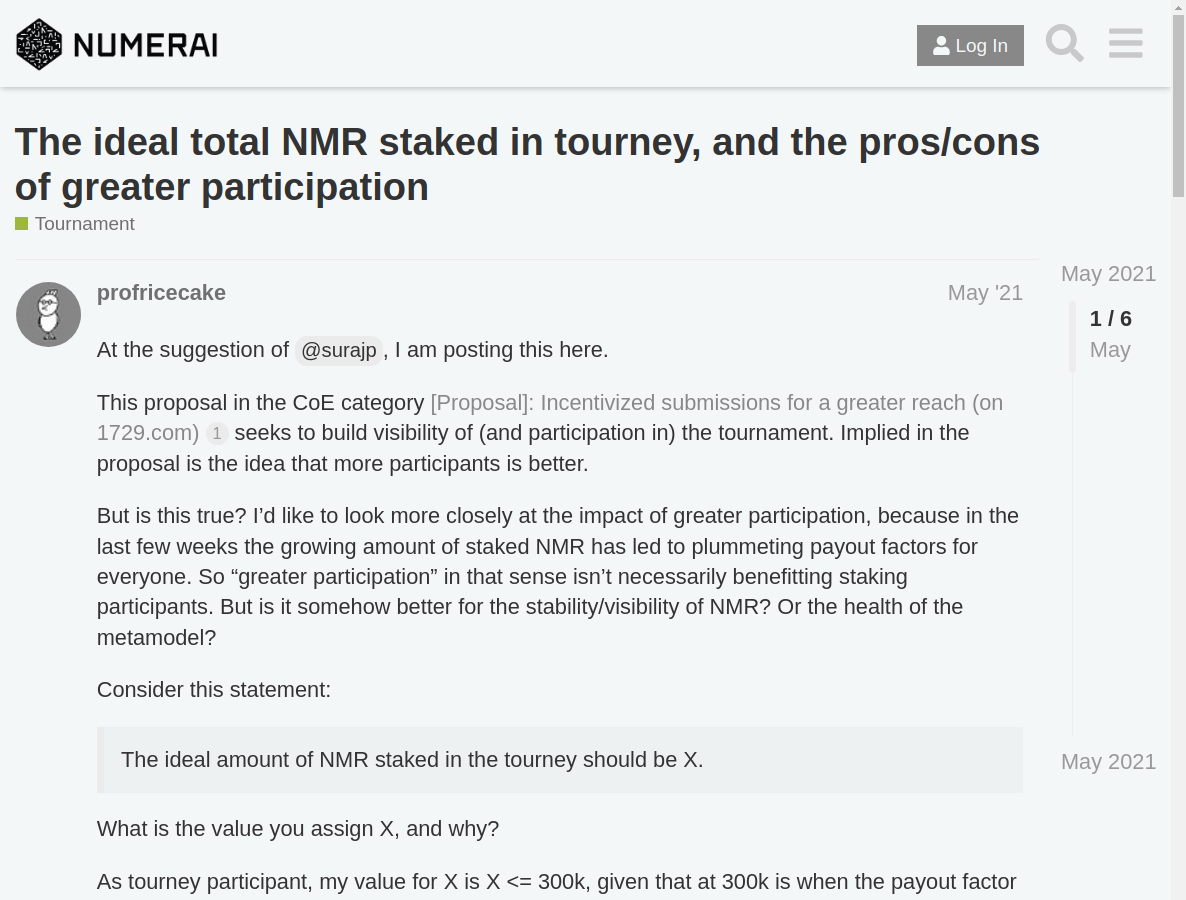 NUMERAI
Log In
The ideal total NMR staked in tourney, and the pros/cons
of greater participation
Tournament
profricecake
May '21
At the suggestion of @surajp, I am posting this here.
This proposal in the CoE category [Proposal]: Incentivized submissions for a greater reach (on
1729.com) 1 seeks to build visibility of (and participation in) the tournament. Implied in the
proposal is the idea that more participants is better.
But is this true? I’d like to look more closely at the impact of greater participation, because in the
last few weeks the growing amount of staked NMR has led to plummeting payout factors for
everyone. So “greater participation” in that sense isn’t necessarily benefitting staking
participants. But is it somehow better for the stability/visibility of NMR? Or the health of the
metamodel?
Consider this statement:
The ideal amount of NMR staked in the tourney should be X.
What is the value you assign X, and why?
As tourney participant, my value for X is X <= 300k, given that at 300k is when the payout factor
May 2021
1 / 6
May
May 2021